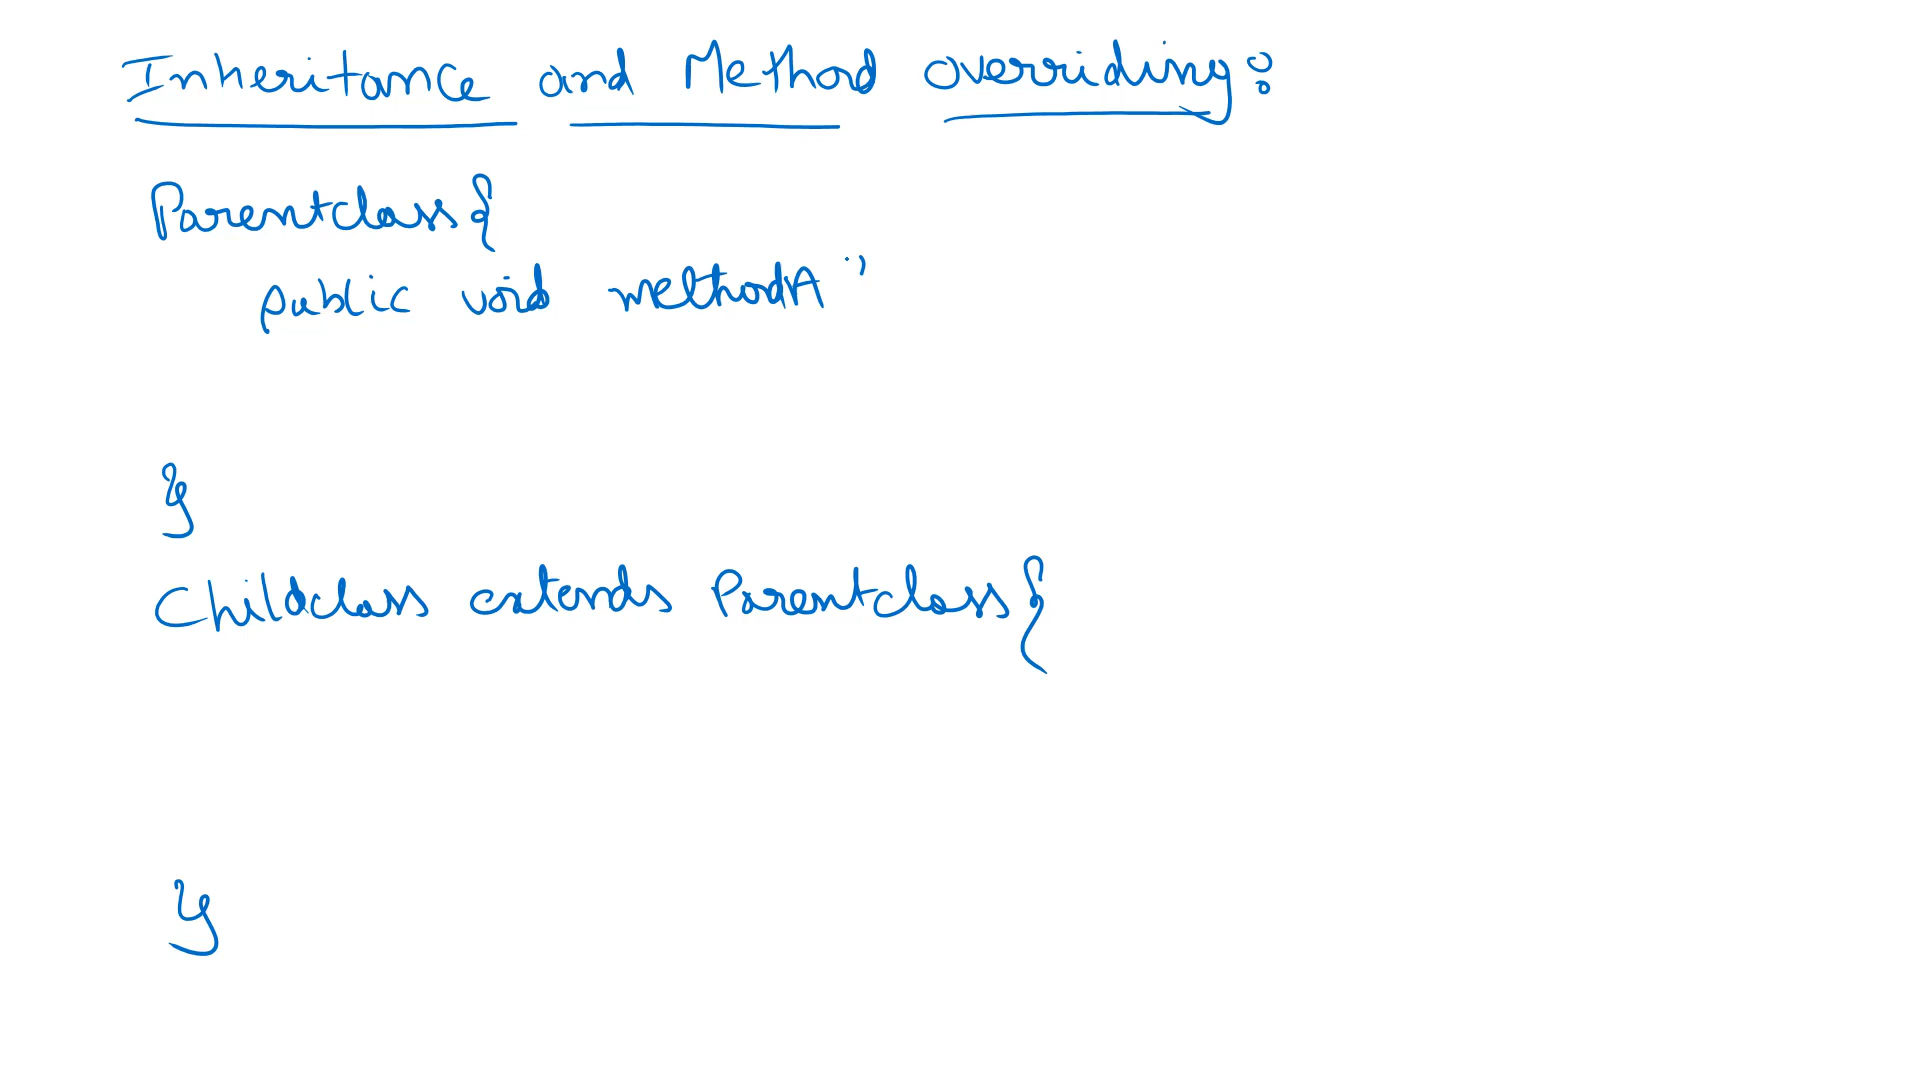 Inheritance and Method overriding:
Parentclass{
public void methodA
}
Childclass extends Parentclass{
}